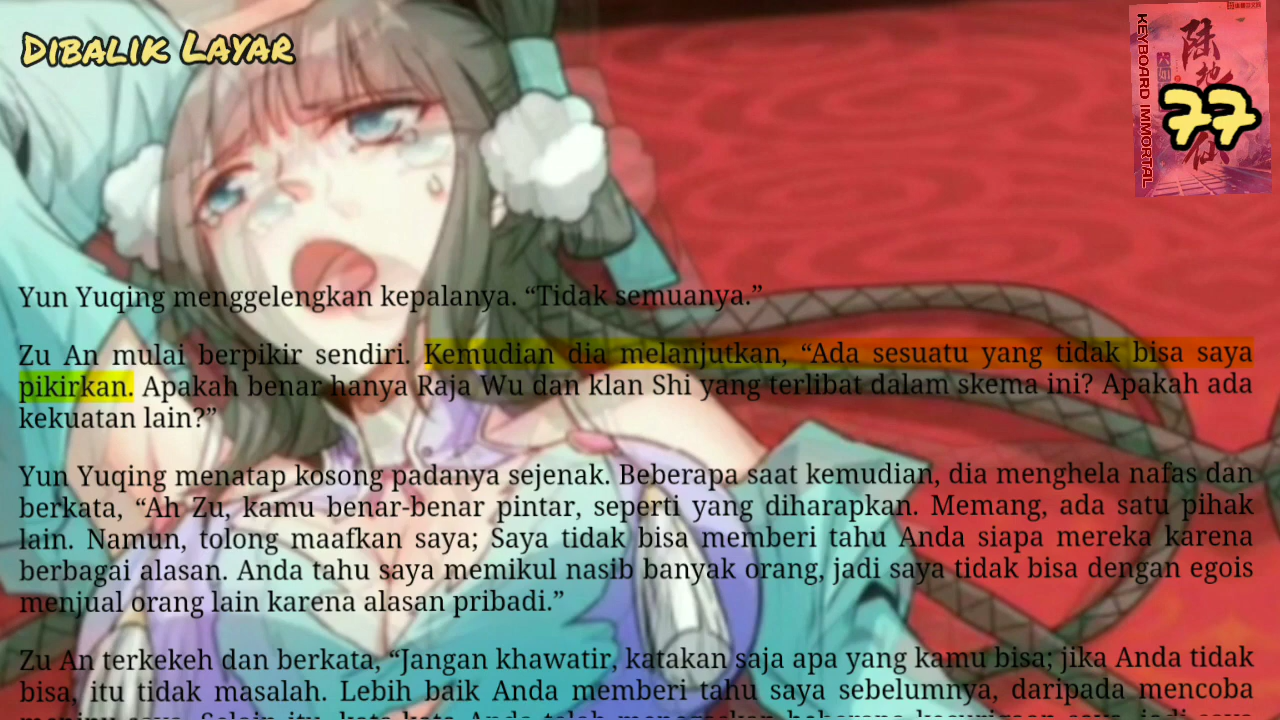 DIBALIK LAYAR
KEYBOARD IMMORTAL
陆地
仙
77
Yun Yuqing menggelengkan kepalanya. “Tidak semuanya.”
Zu An mulai berpikir sendiri. Kemudian dia melanjutkan, “Ada sesuatu yang tidak bisa saya
pikirkan. Apakah benar hanya Raja Wu dan klan Shi yang terlibat dalam skema ini? Apakah ada
kekuatan lain?”
Yun Yuqing menatap kosong padanya sejenak. Beberapa saat kemudian, dia menghela nafas dan
berkata, “Ah Zu, kamu benar-benar pintar, seperti yang diharapkan. Memang, ada satu pihak
lain. Namun, tolong maafkan saya; Saya tidak bisa memberi tahu Anda siapa mereka karena
berbagai alasan. Anda tahu saya memikul nasib banyak orang, jadi saya tidak bisa dengan egois
menjual orang lain karena alasan pribadi.”
Zu An terkekeh dan berkata, “Jangan khawatir, katakan saja apa yang kamu bisa; jika Anda tidak
bisa, itu tidak masalah. Lebih baik Anda memberi tahu saya sebelumnya, daripada mencoba